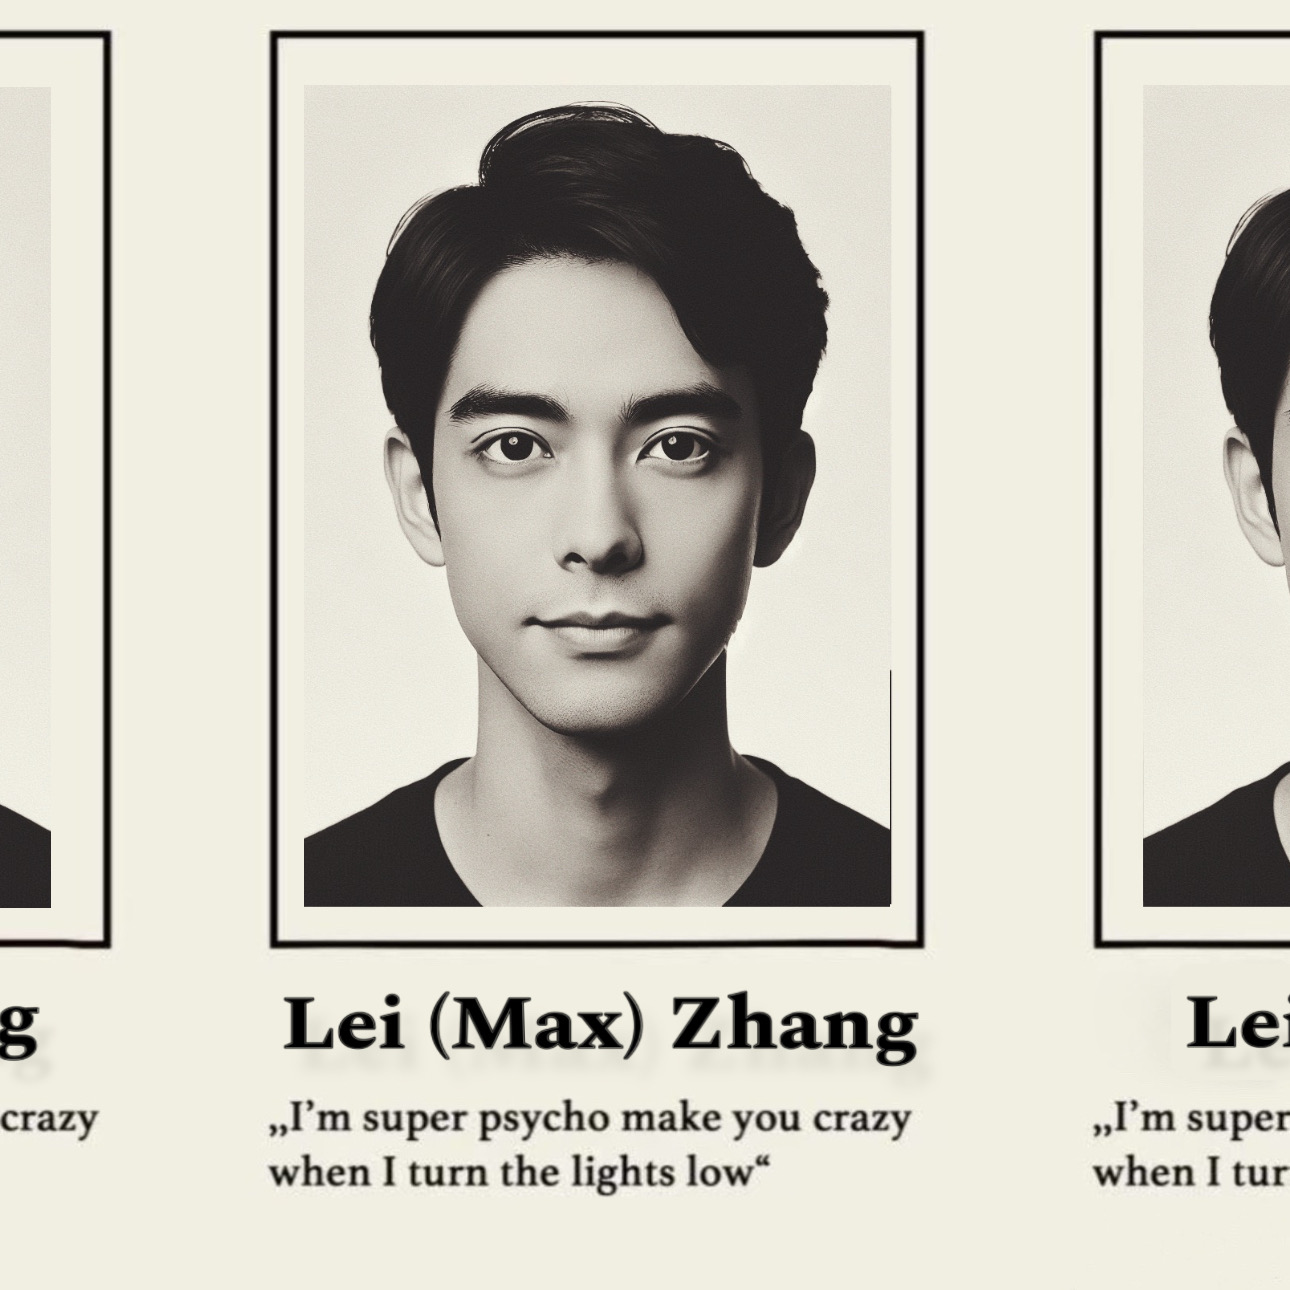 g
Lei (Max) Zhang
Lei
crazy
„I’m super psycho make you crazy
when I turn the lights low“
„I’m super
when I tur